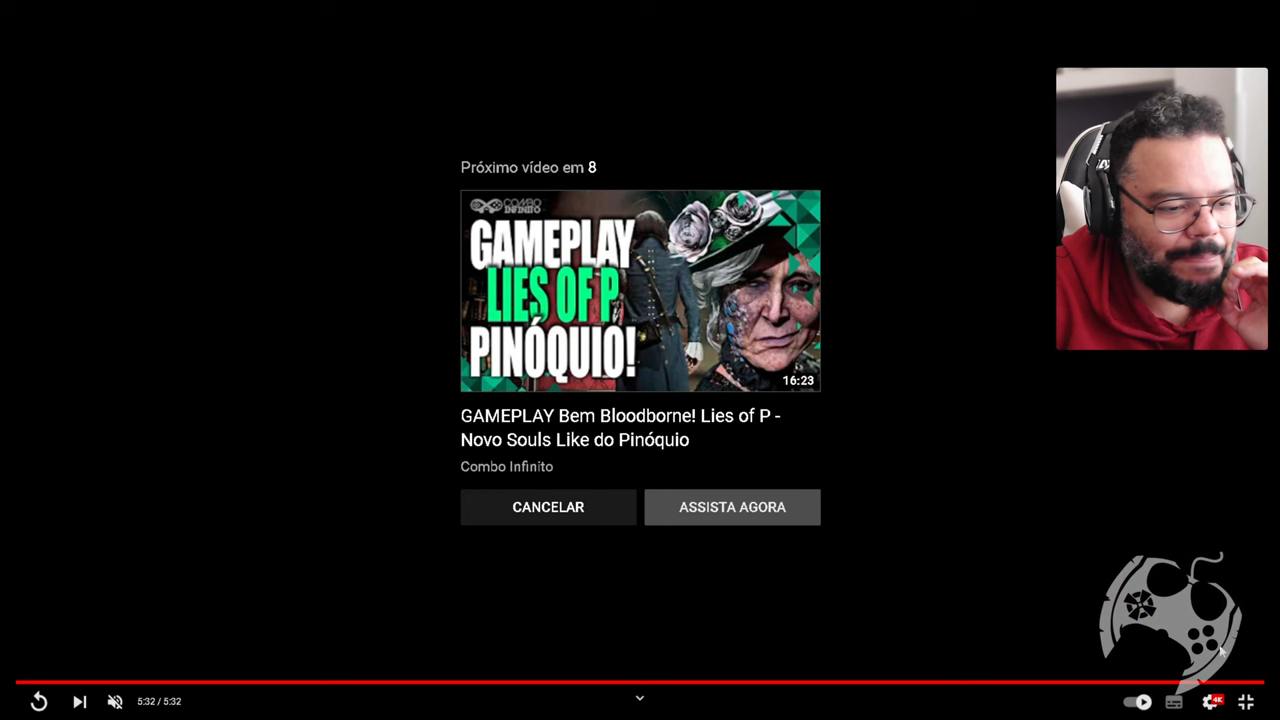 Próximo vídeo em 8
COMBO
INFINITO
GAMEPLAY
LIES OF P
PINÓQUIO!
16:23
GAMEPLAY Bem Bloodborne! Lies of P -
Novo Souls Like do Pinóquio
Combo Infinito
CANCELAR
ASSISTA AGORA
5:32 / 5:32
4K